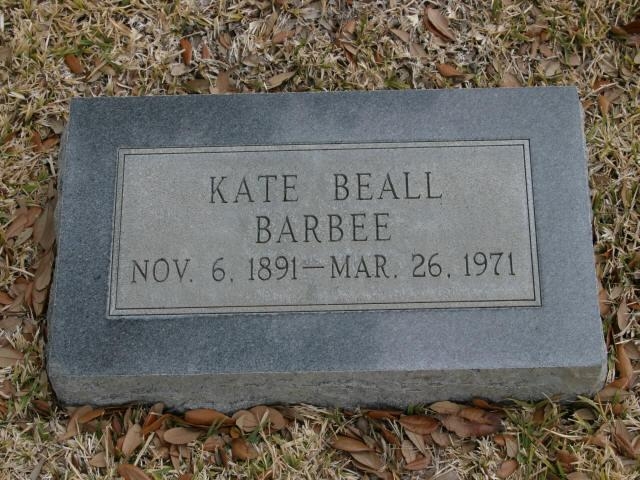 KATE BEALL
BARBEE
NOV. 6, 1891—MAR. 26, 1971